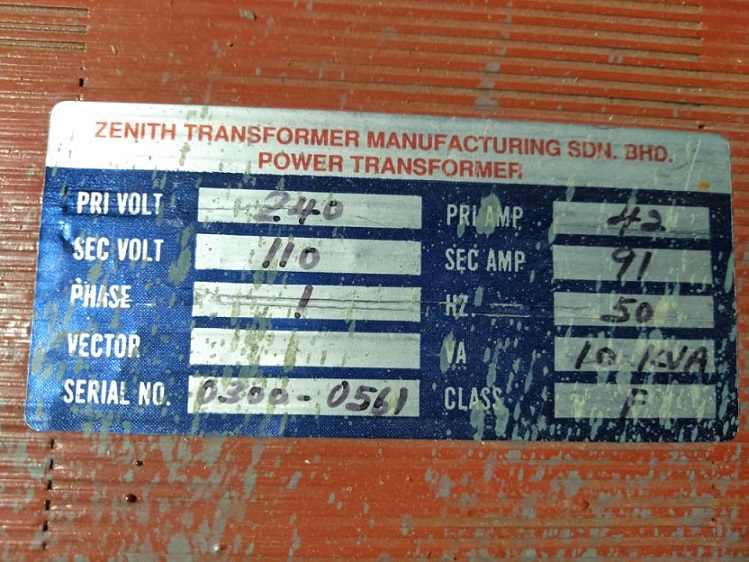 ZENITH TRANSFORMER MANUFACTURING SDN. BHD.
POWER TRANSFORMER
PRI VOLT 240 PRI AMP 42
SEC VOLT 110 SEC AMP 91
PHASE 1 HZ 50
VECTOR VA 10 KVA
SERIAL NO. 0300-0561 CLASS F